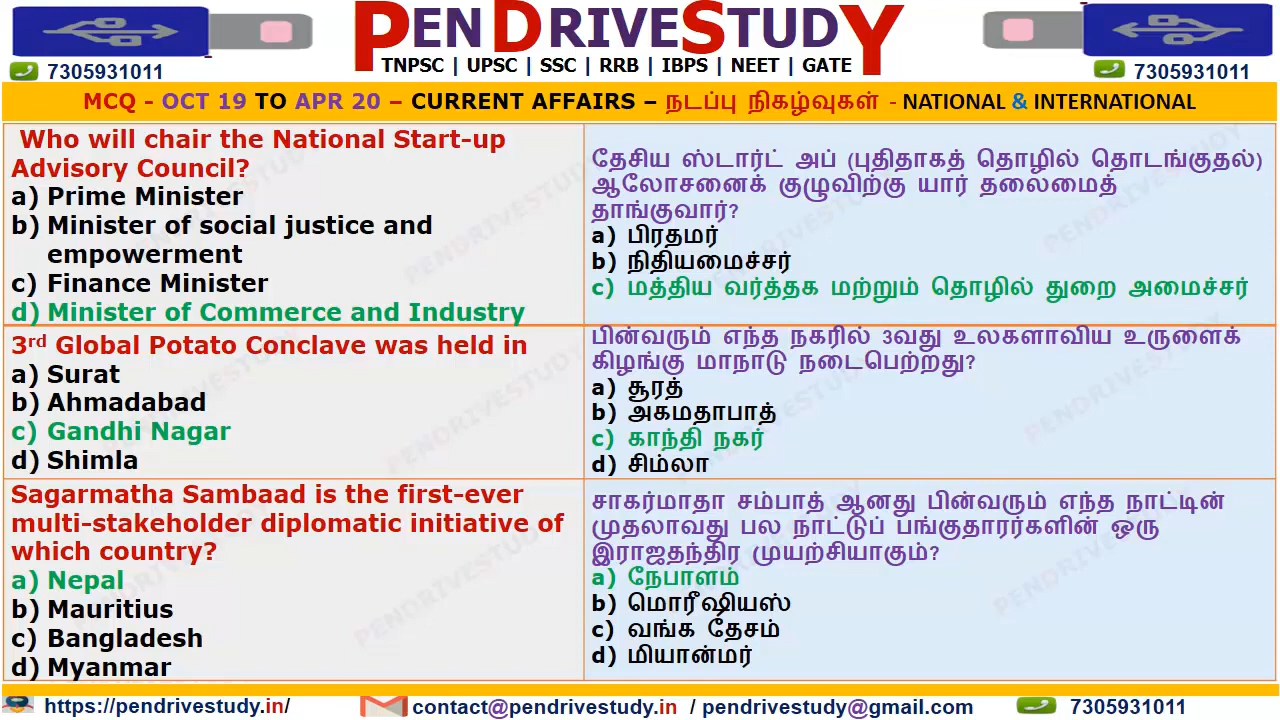 PENDRIVESTUDY
TNPSC | UPSC | SSC | RRB | IBPS | NEET | GATE
7305931011
7305931011
MCQ - OCT 19 TO APR 20 – CURRENT AFFAIRS – நடப்பு நிகழ்வுகள் - NATIONAL & INTERNATIONAL
Who will chair the National Start-up
Advisory Council?
a) Prime Minister
b) Minister of social justice and
empowerment
c) Finance Minister
d) Minister of Commerce and Industry
தேசிய ஸ்டார்ட் அப் (புதிதாகத் தொழில் தொடங்குதல்)
ஆலோசனைக் குழுவிற்கு யார் தலைமைத்
தாங்குவார்?
a) பிரதமர்
b) நிதியமைச்சர்
c) மத்திய வர்த்தக மற்றும் தொழில் துறை அமைச்சர்
3rd Global Potato Conclave was held in
a) Surat
b) Ahmadabad
c) Gandhi Nagar
d) Shimla
பின்வரும் எந்த நகரில் 3வது உலகளாவிய உருளைக்
கிழங்கு மாநாடு நடைபெற்றது?
a) சூரத்
b) அகமதாபாத்
c) காந்தி நகர்
d) சிம்லா
Sagarmatha Sambaad is the first-ever
multi-stakeholder diplomatic initiative of
which country?
a) Nepal
b) Mauritius
c) Bangladesh
d) Myanmar
சாகர்மாதா சம்பாத் ஆனது பின்வரும் எந்த நாட்டின்
முதலாவது பல நாட்டுப் பங்குதாரர்களின் ஒரு
இராஜதந்திர முயற்சியாகும்?
a) நேபாளம்
b) மொரீஷியஸ்
c) வங்க தேசம்
d) மியான்மர்
https://pendrivestudy.in/
contact@pendrivestudy.in / pendrivestudy@gmail.com
7305931011